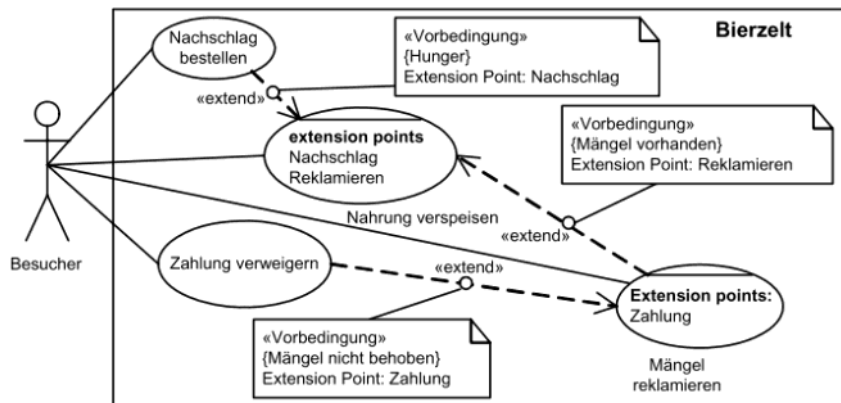 Bierzelt
Nachschlag
bestellen
«Vorbedingung»
{Hunger}
Extension Point: Nachschlag
«extend»
extension points
Nachschlag
Reklamieren
«Vorbedingung»
{Mängel vorhanden}
Extension Point: Reklamieren
Nahrung verspeisen
«extend»
Besucher
Zahlung verweigern
«extend»
Extension points:
Zahlung
«Vorbedingung»
{Mängel nicht behoben}
Extension Point: Zahlung
Mängel
reklamieren